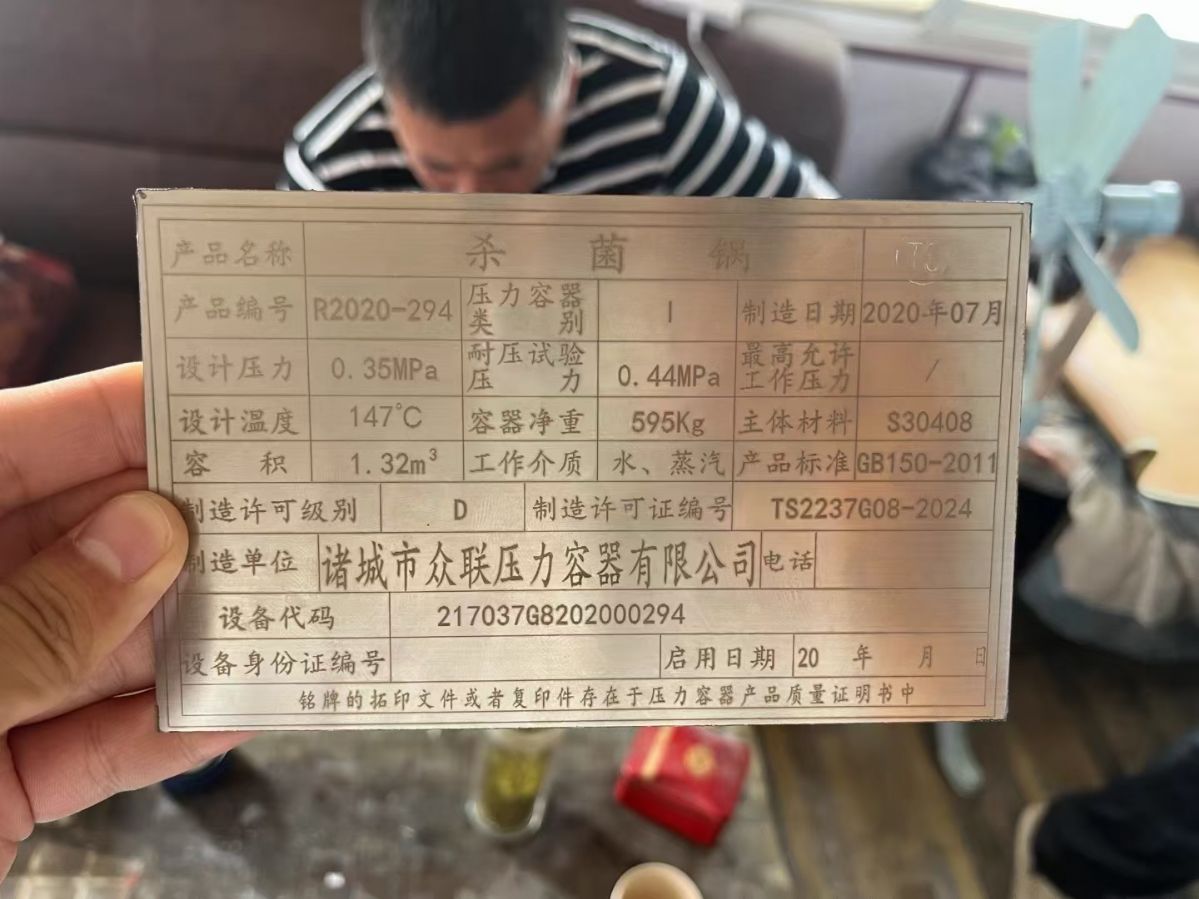 产品名称 杀菌锅
产品编号 R2020-294 压力容器类别 I 制造日期 2020年07月
设计压力 0.35MPa 耐压试验压力 0.44MPa 最高允许工作压力 /
设计温度 147℃ 容器净重 595Kg 主体材料 S30408
容积 1.32m³ 工作介质 水、蒸汽 产品标准 GB150-2011
制造许可级别 D 制造许可证编号 TS2237G08-2024
制造单位 诸城市众联压力容器有限公司 电话
设备代码 217037G8202000294
设备身份证编号 启用日期 20 年 月 日
铭牌的拓印文件或者复印件存在于压力容器产品质量证明书中